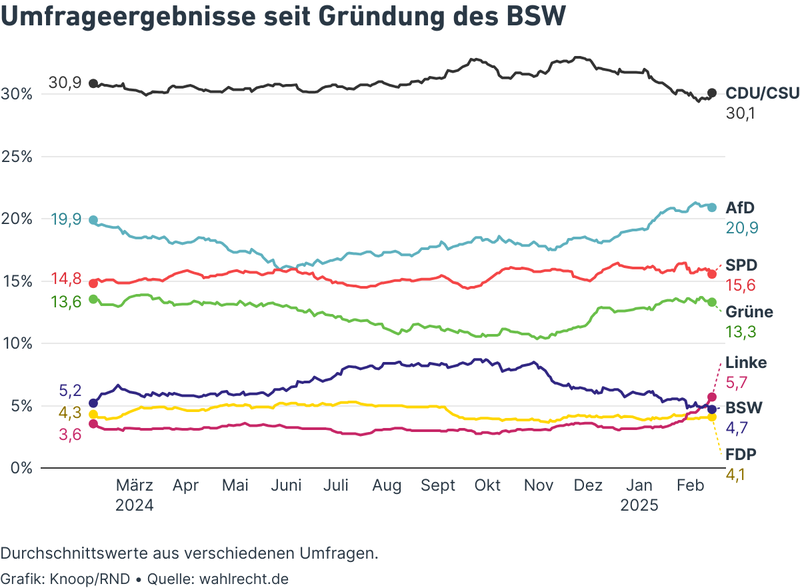 Umfrageergebnisse seit Gründung des BSW
30%
25%
20%
15%
10%
5%
0%
30,9
19,9
14,8
13,6
5,2
4,3
3,6
CDU/CSU
30,1
AfD
20,9
SPD
15,6
Grüne
13,3
Linke
5,7
BSW
4,7
FDP
4,1
März Apr Mai Juni Juli Aug Sept Okt Nov Dez Jan Feb
2024 2025
Durchschnittswerte aus verschiedenen Umfragen.
Grafik: Knoop/RND • Quelle: wahlrecht.de